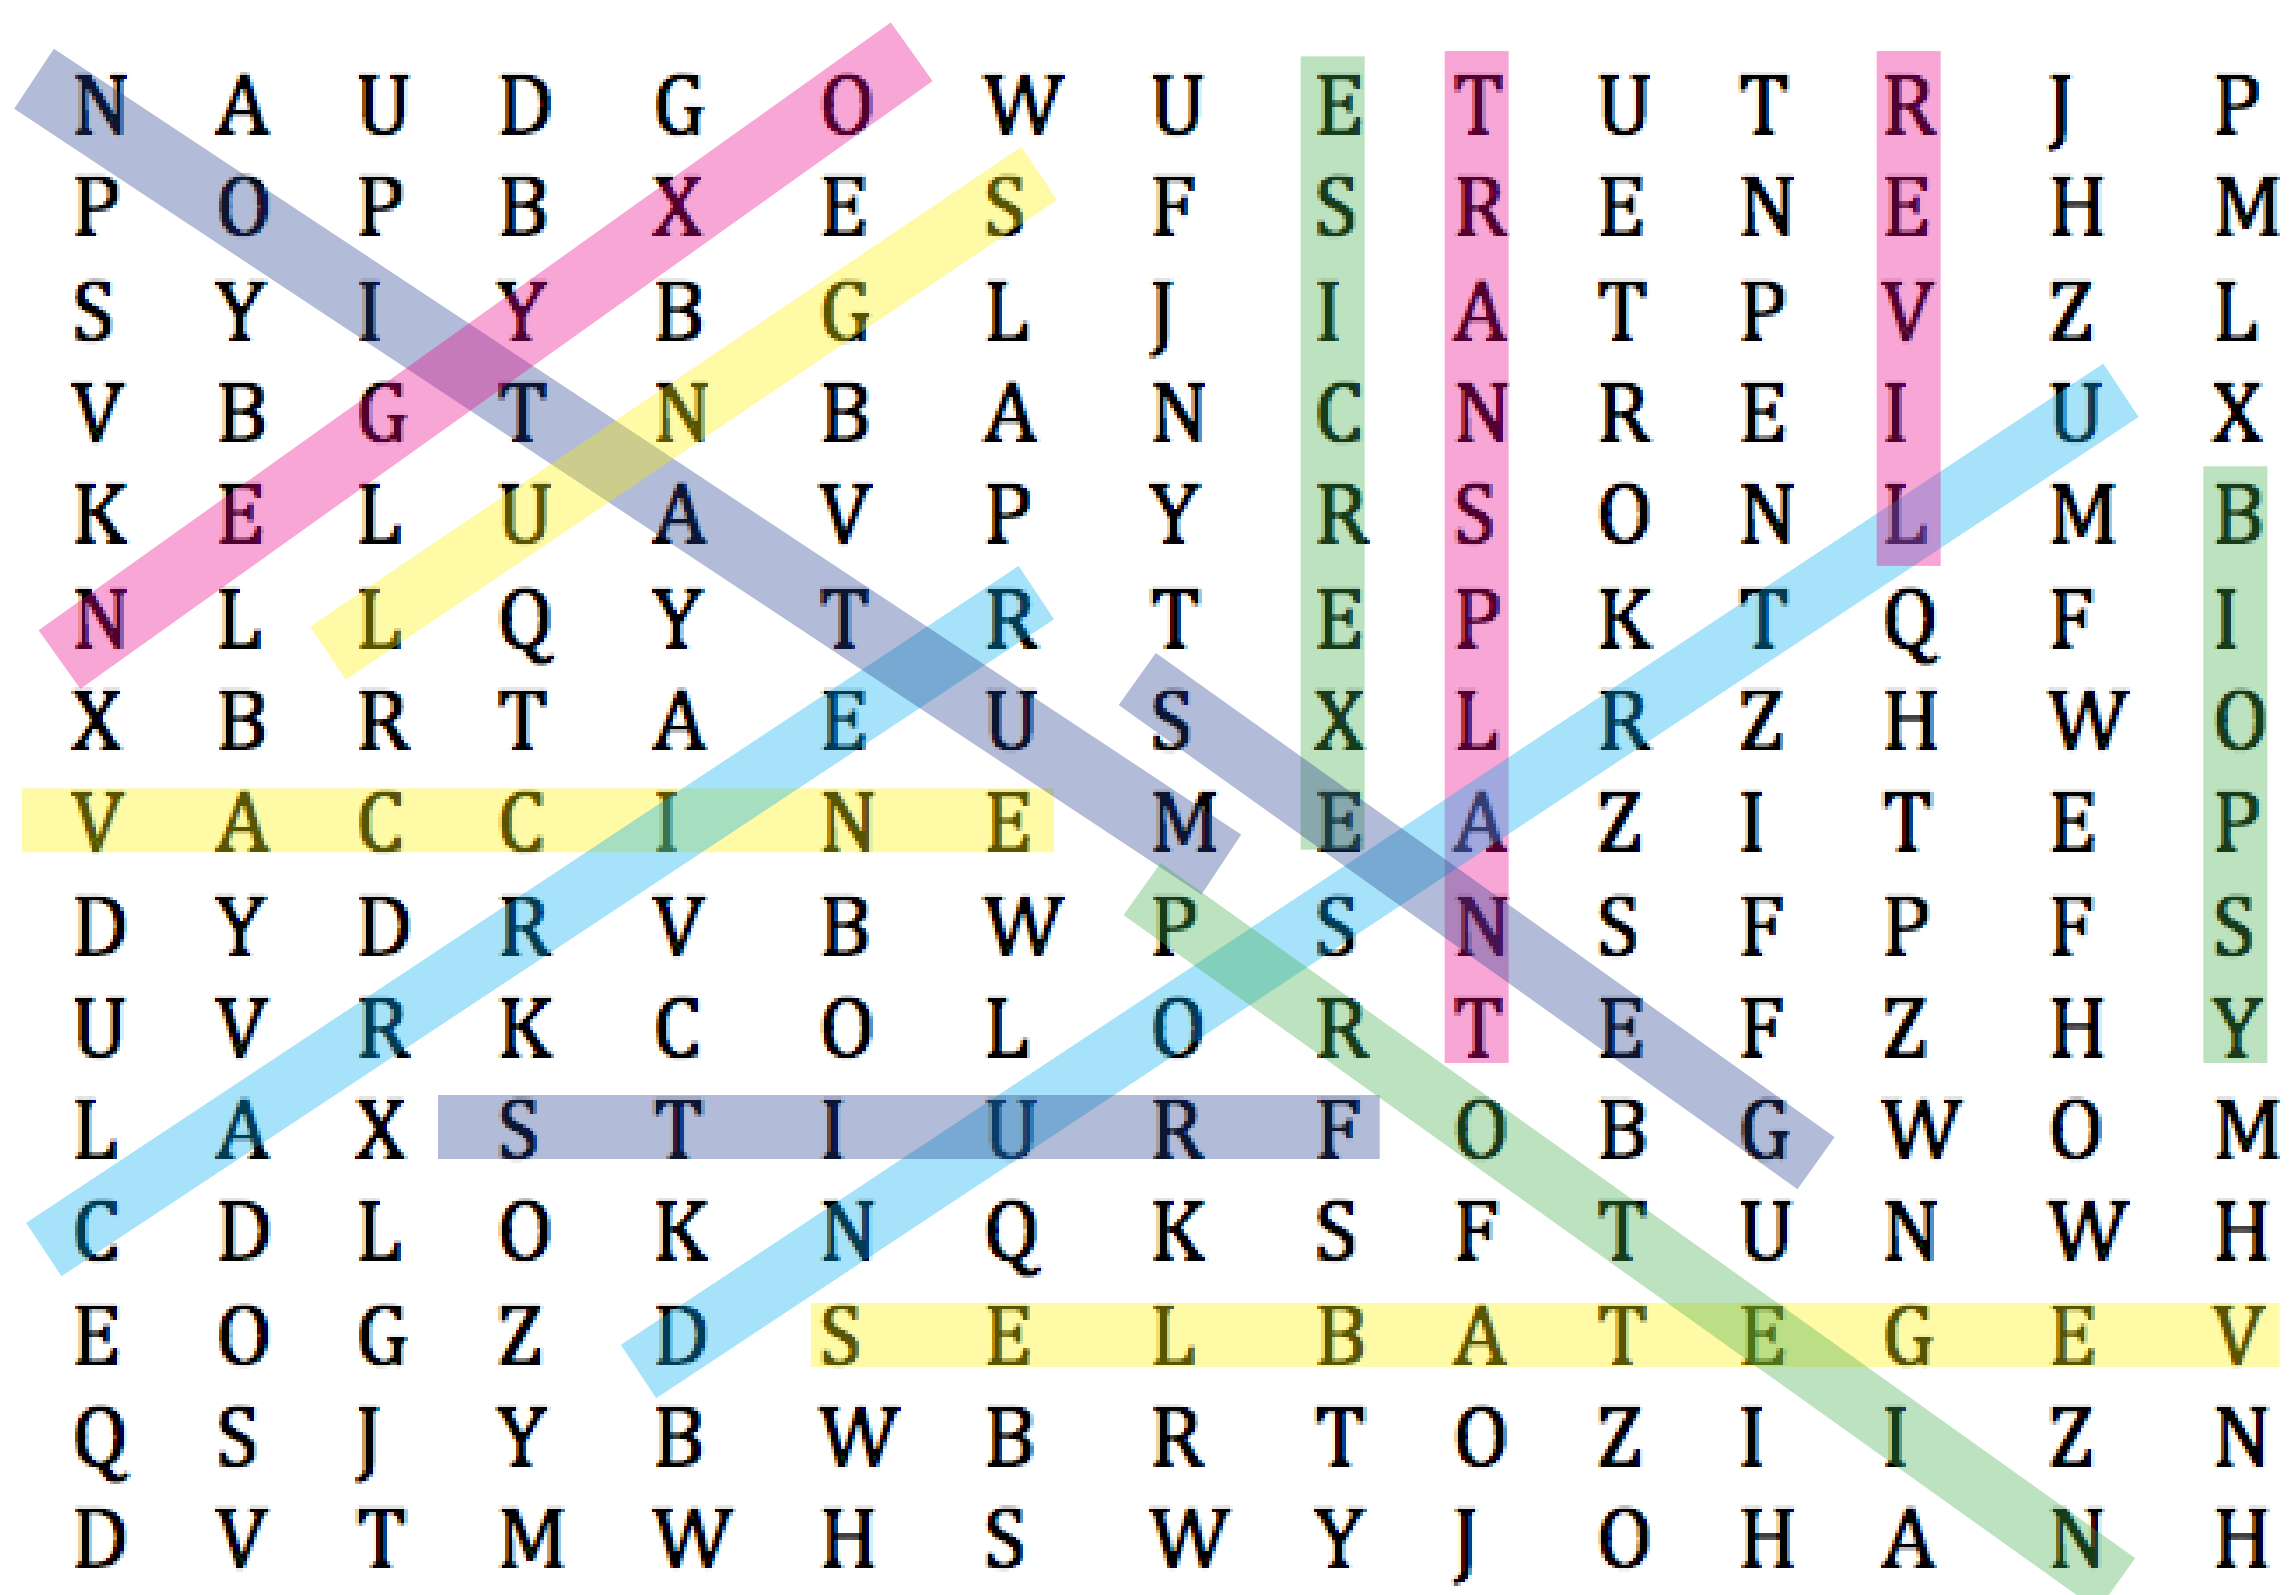 N A U D G O W U E T U T R J P
P O P B X E S F S R E N E H M
S Y I Y B G L J I A T P V Z L
V B G T N B A N C N R E I U X
K E L U A V P Y R S O N L M B
N L L Q Y T R T E P K T Q F I
X B R T A E U S X L R Z H W O
V A C C I N E M E A Z I T E P
D Y D R V B W P S N S F P F S
U V R K C O L O R T E F Z H Y
L A X S T I U R F O B G W O M
C D L O K N Q K S F T U N W H
E O G Z D S E L B A T E G E V
Q S J Y B W B R T O Z I I Z N
D V T M W H S W Y J O H A N H